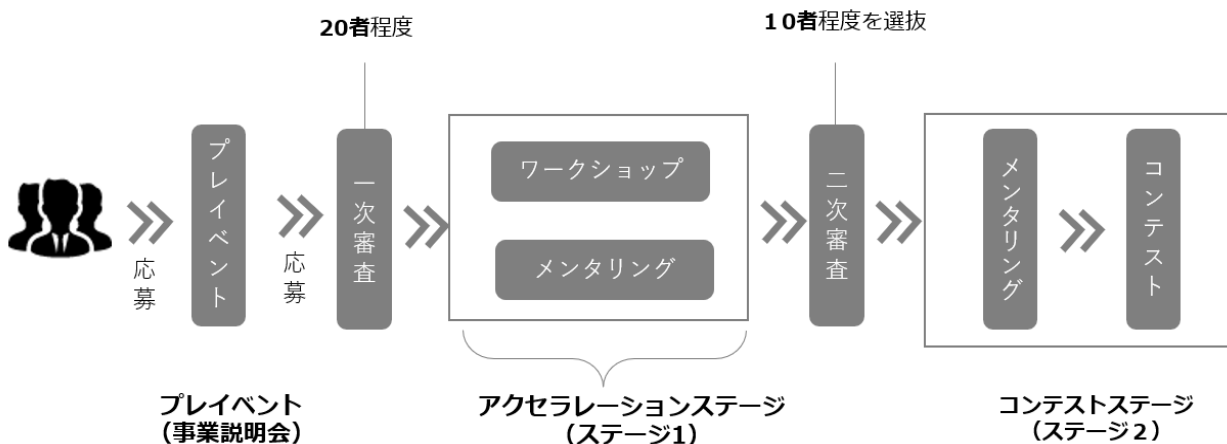 20者程度
10者程度を選抜
応募
プレイベント
応募
一次審査
ワークショップ
メンタリング
二次審査
メンタリング
コンテスト
プレイベント
（事業説明会）
アクセラレーションステージ
（ステージ1）
コンテストステージ
（ステージ２）